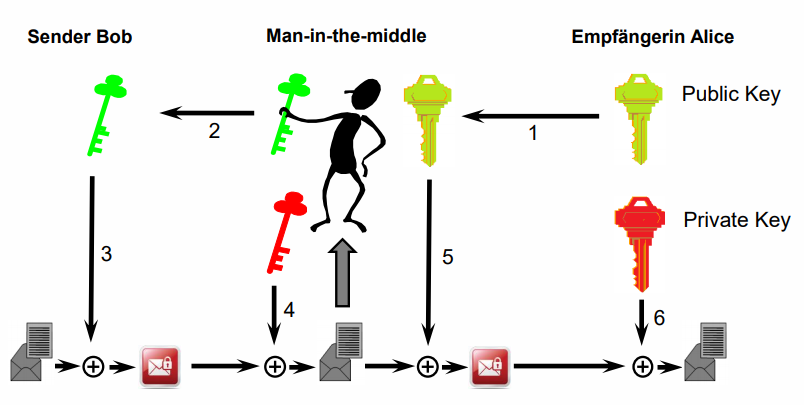 Sender Bob
Man-in-the-middle
Empfängerin Alice
Public Key
2
1
Private Key
3
5
4
6